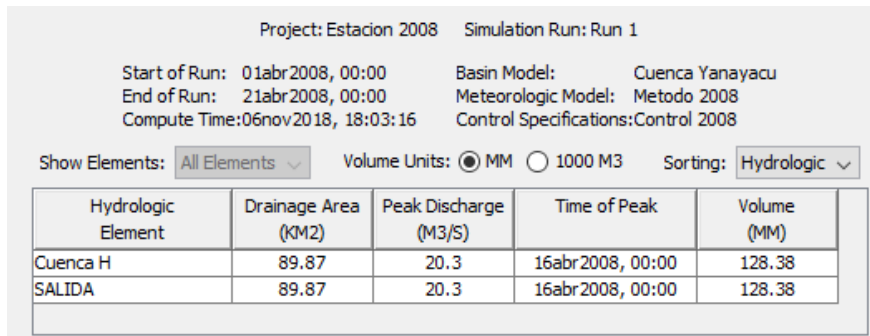 Project: Estacion 2008 Simulation Run: Run 1
Start of Run: 01abr2008, 00:00 Basin Model: Cuenca Yanayacu
End of Run: 21abr2008, 00:00 Meteorologic Model: Metodo 2008
Compute Time:06nov2018, 18:03:16 Control Specifications:Control 2008
Show Elements: All Elements Volume Units: MM 1000 M3 Sorting: Hydrologic
Hydrologic Drainage Area Peak Discharge Time of Peak Volume
Element (KM2) (M3/S) (MM)
Cuenca H 89.87 20.3 16abr2008, 00:00 128.38
SALIDA 89.87 20.3 16abr2008, 00:00 128.38